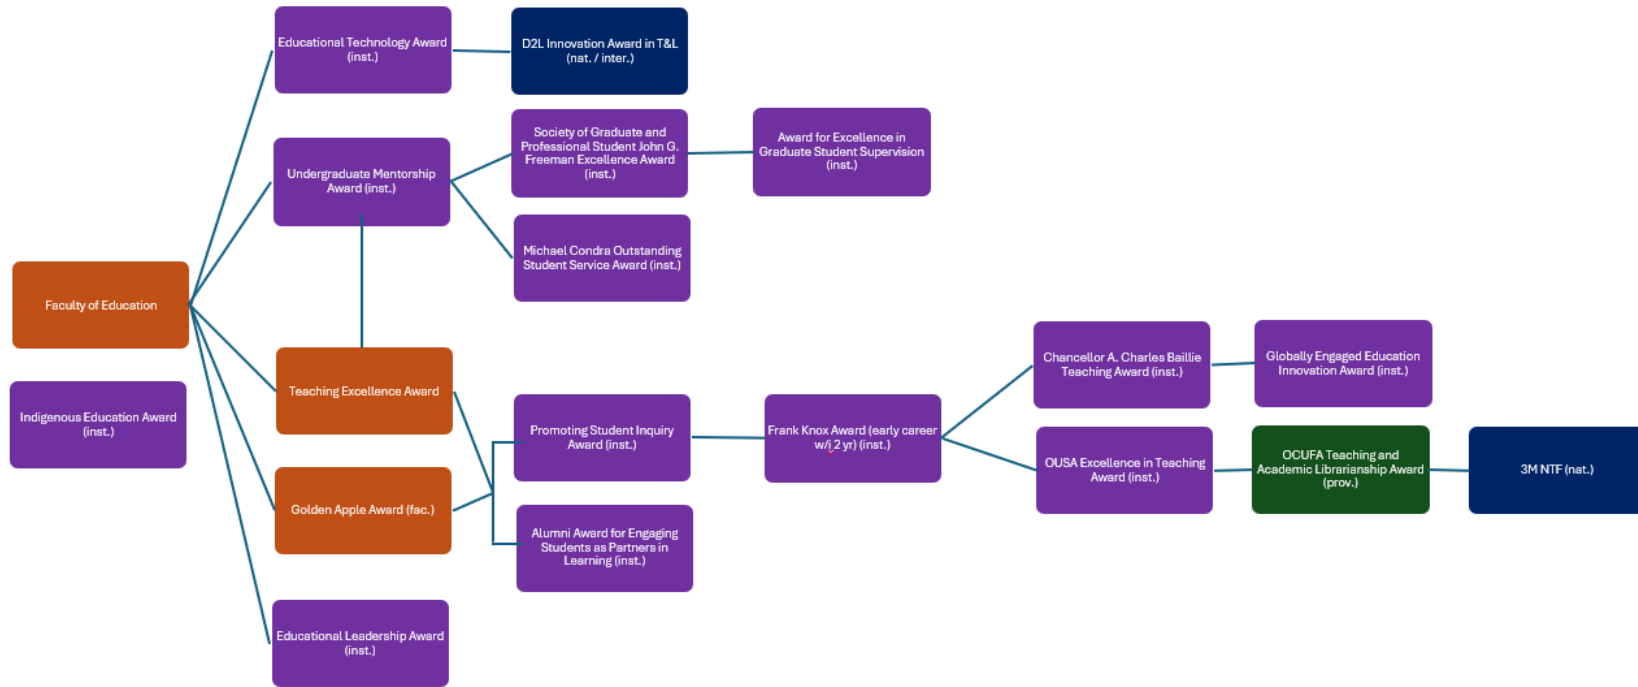 Educational Technology Award
(inst.)
D2L Innovation Award in T&L
(nat. / inter.)
Society of Graduate and
Professional Student John G.
Freeman Excellence Award
(inst.)
Award for Excellence in
Graduate Student Supervision
(inst.)
Undergraduate Mentorship
Award (inst.)
Michael Condra Outstanding
Student Service Award (inst.)
Faculty of Education
Indigenous Education Award
(inst.)
Teaching Excellence Award
Golden Apple Award (fac.)
Promoting Student Inquiry
Award (inst.)
Alumni Award for Engaging
Students as Partners in
Learning (inst.)
Frank Knox Award (early career
w/i 2 yr) (inst.)
Chancellor A. Charles Baillie
Teaching Award (inst.)
Globally Engaged Education
Innovation Award (inst.)
OUSA Excellence in Teaching
Award (inst.)
OCUFA Teaching and
Academic Librarianship Award
(prov.)
3M NTF (nat.)
Educational Leadership Award
(inst.)